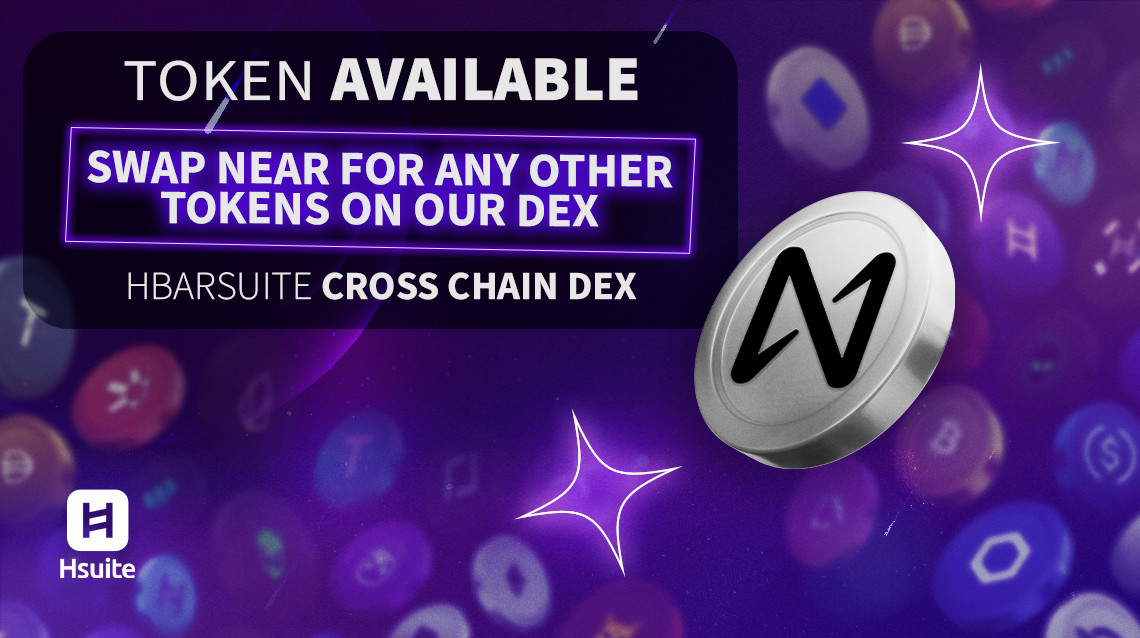 TOKEN AVAILABLE
SWAP NEAR FOR ANY OTHER
TOKENS ON OUR DEX
HBARSUITE CROSS CHAIN DEX
Hsuite